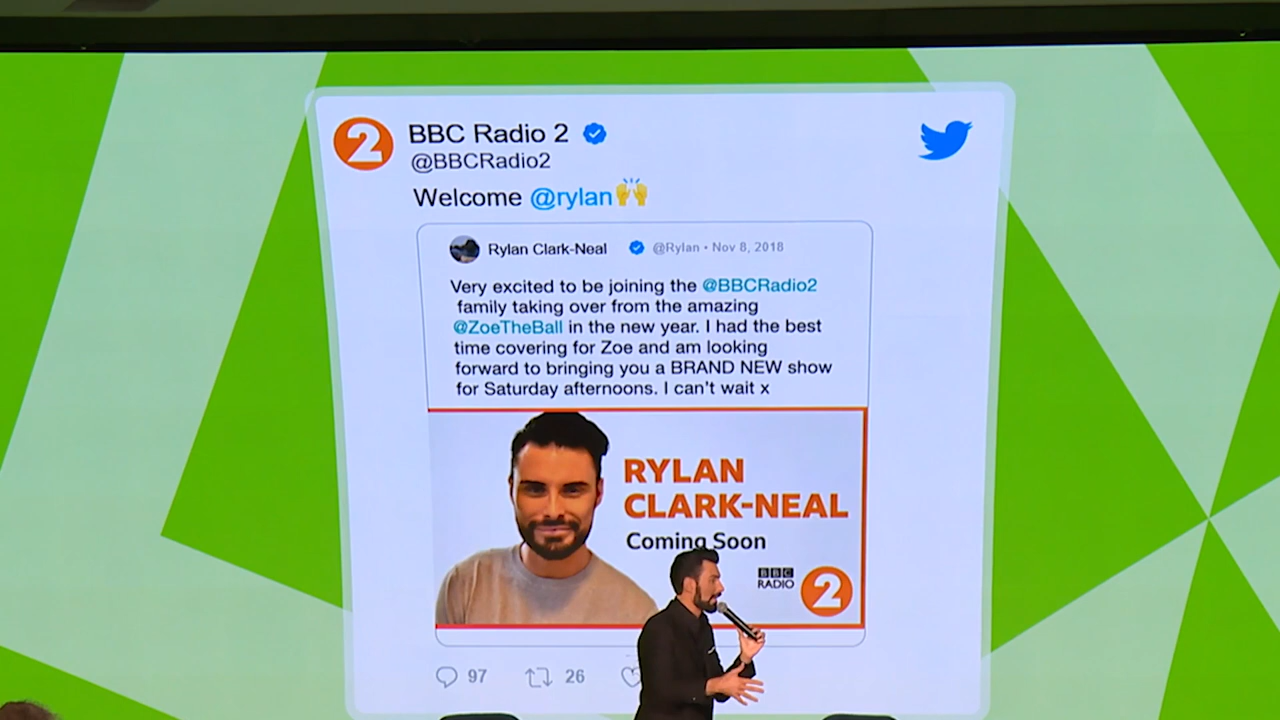 2 BBC Radio 2
@BBCRadio2
Welcome @rylan
Rylan Clark-Neal @Rylan • Nov 8, 2018
Very excited to be joining the @BBCRadio2
family taking over from the amazing
@ZoeTheBall in the new year. I had the best
time covering for Zoe and am looking
forward to bringing you a BRAND NEW show
for Saturday afternoons. I can't wait x
RYLAN
CLARK-NEAL
Coming Soon
BBC
RADIO 2
97 26